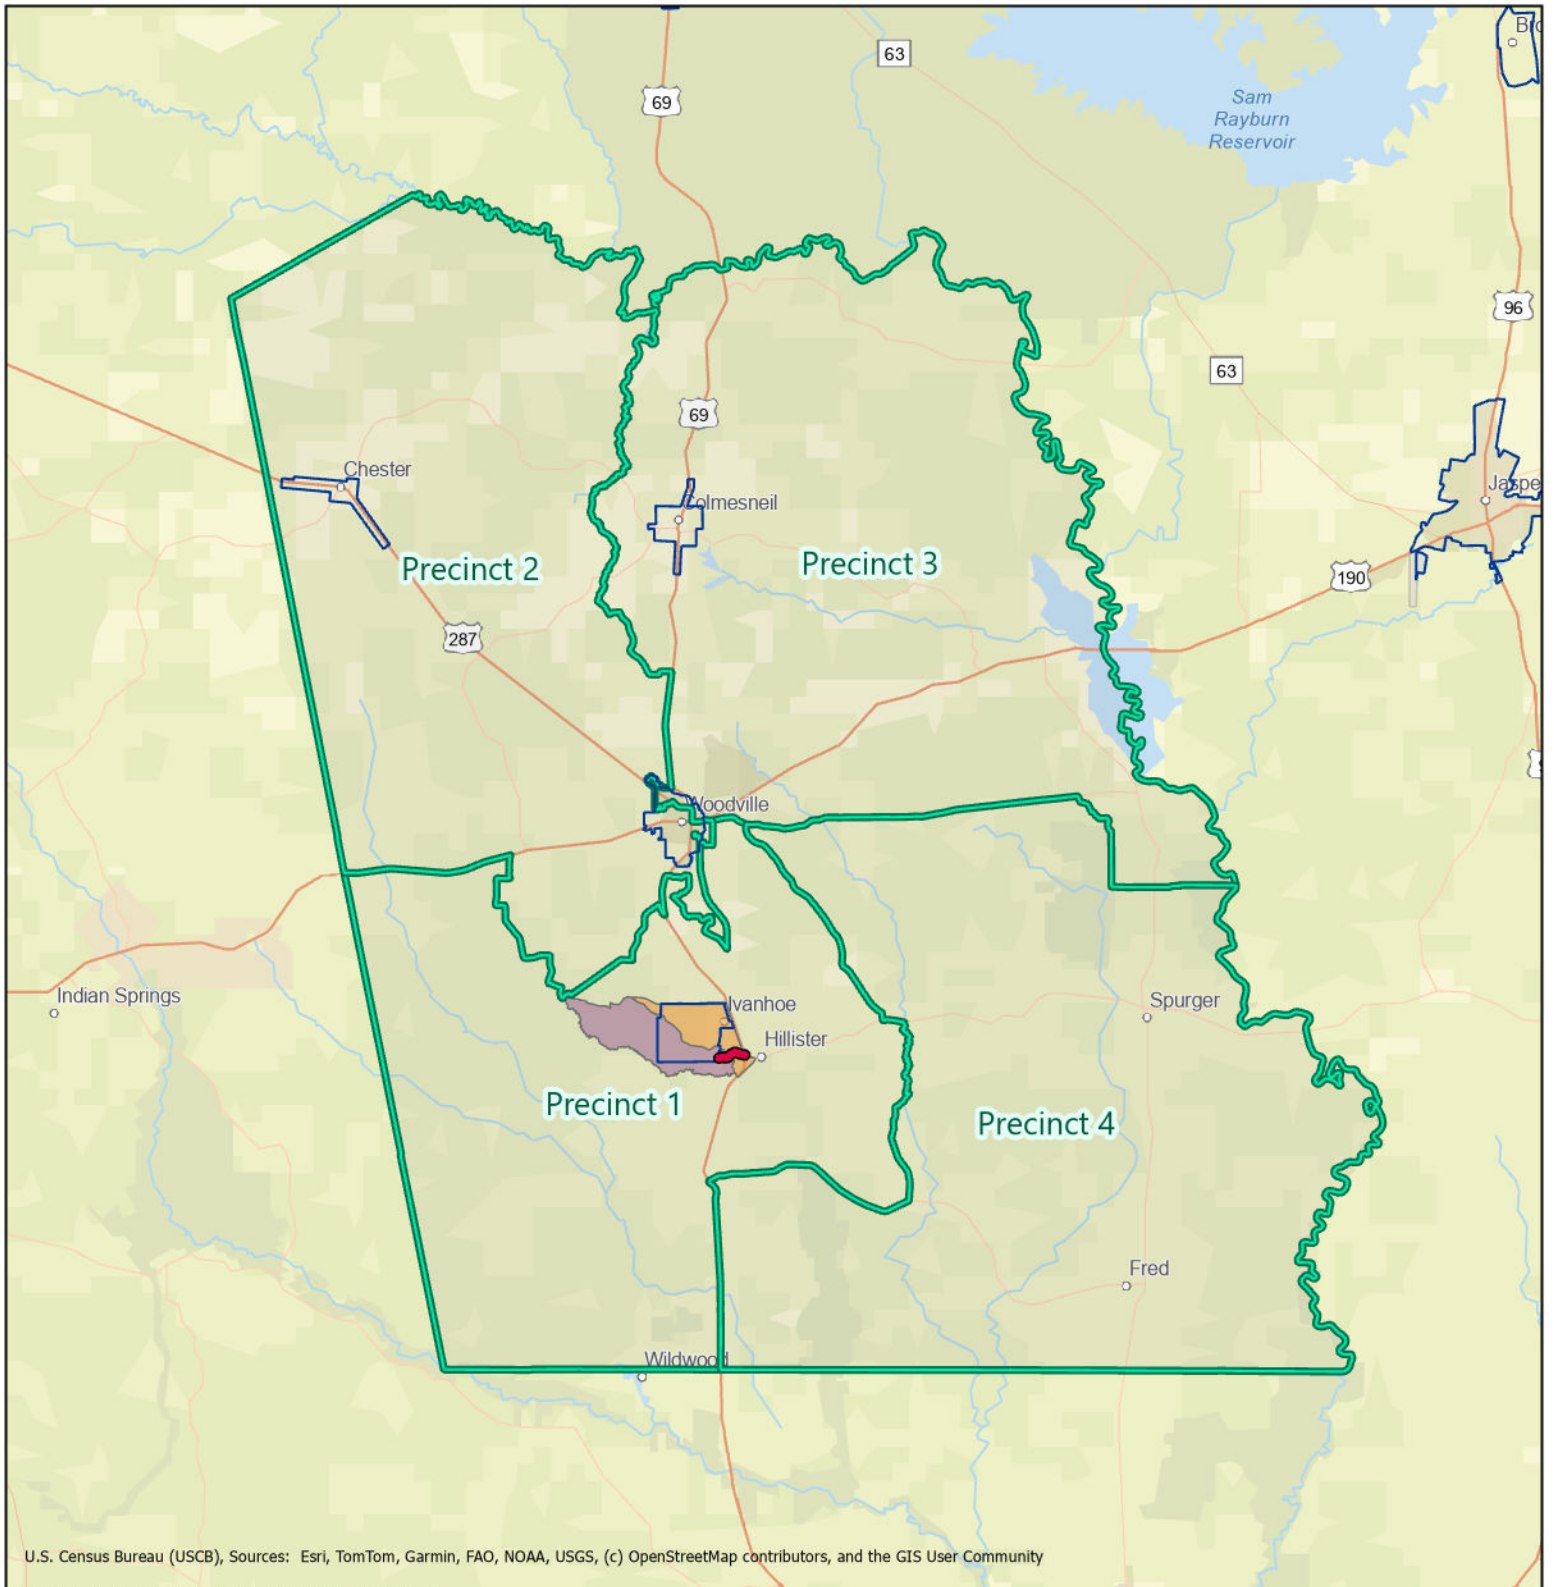 Bro
63
69
Sam
Rayburn
Reservoir
96
63
69
Chester
Jaspe
Colmesneil
Precinct 3
Precinct 2
190
287
Woodville
Indian Springs
Ivanhoe
Spurger
Hillister
Precinct 1
Precinct 4
Fred
Wildwood
U.S. Census Bureau (USCB), Sources: Esri, TomTom, Garmin, FAO, NOAA, USGS, (c) OpenStreetMap contributors, and the GIS User Community